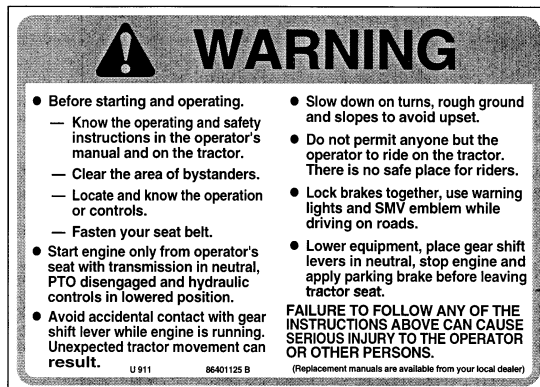 WARNING
● Before starting and operating.
— Know the operating and safety
instructions in the operator's
manual and on the tractor.
— Clear the area of bystanders.
— Locate and know the operation
or controls.
— Fasten your seat belt.
● Start engine only from operator's
seat with transmission in neutral,
PTO disengaged and hydraulic
controls in lowered position.
● Avoid accidental contact with gear
shift lever while engine is running.
Unexpected tractor movement can
result.
U 911 86401125 B
● Slow down on turns, rough ground
and slopes to avoid upset.
● Do not permit anyone but the
operator to ride on the tractor.
There is no safe place for riders.
● Lock brakes together, use warning
lights and SMV emblem while
driving on roads.
● Lower equipment, place gear shift
levers in neutral, stop engine and
apply parking brake before leaving
tractor seat.
FAILURE TO FOLLOW ANY OF THE
INSTRUCTIONS ABOVE CAN CAUSE
SERIOUS INJURY TO THE OPERATOR
OR OTHER PERSONS.
(Replacement manuals are available from your local dealer)